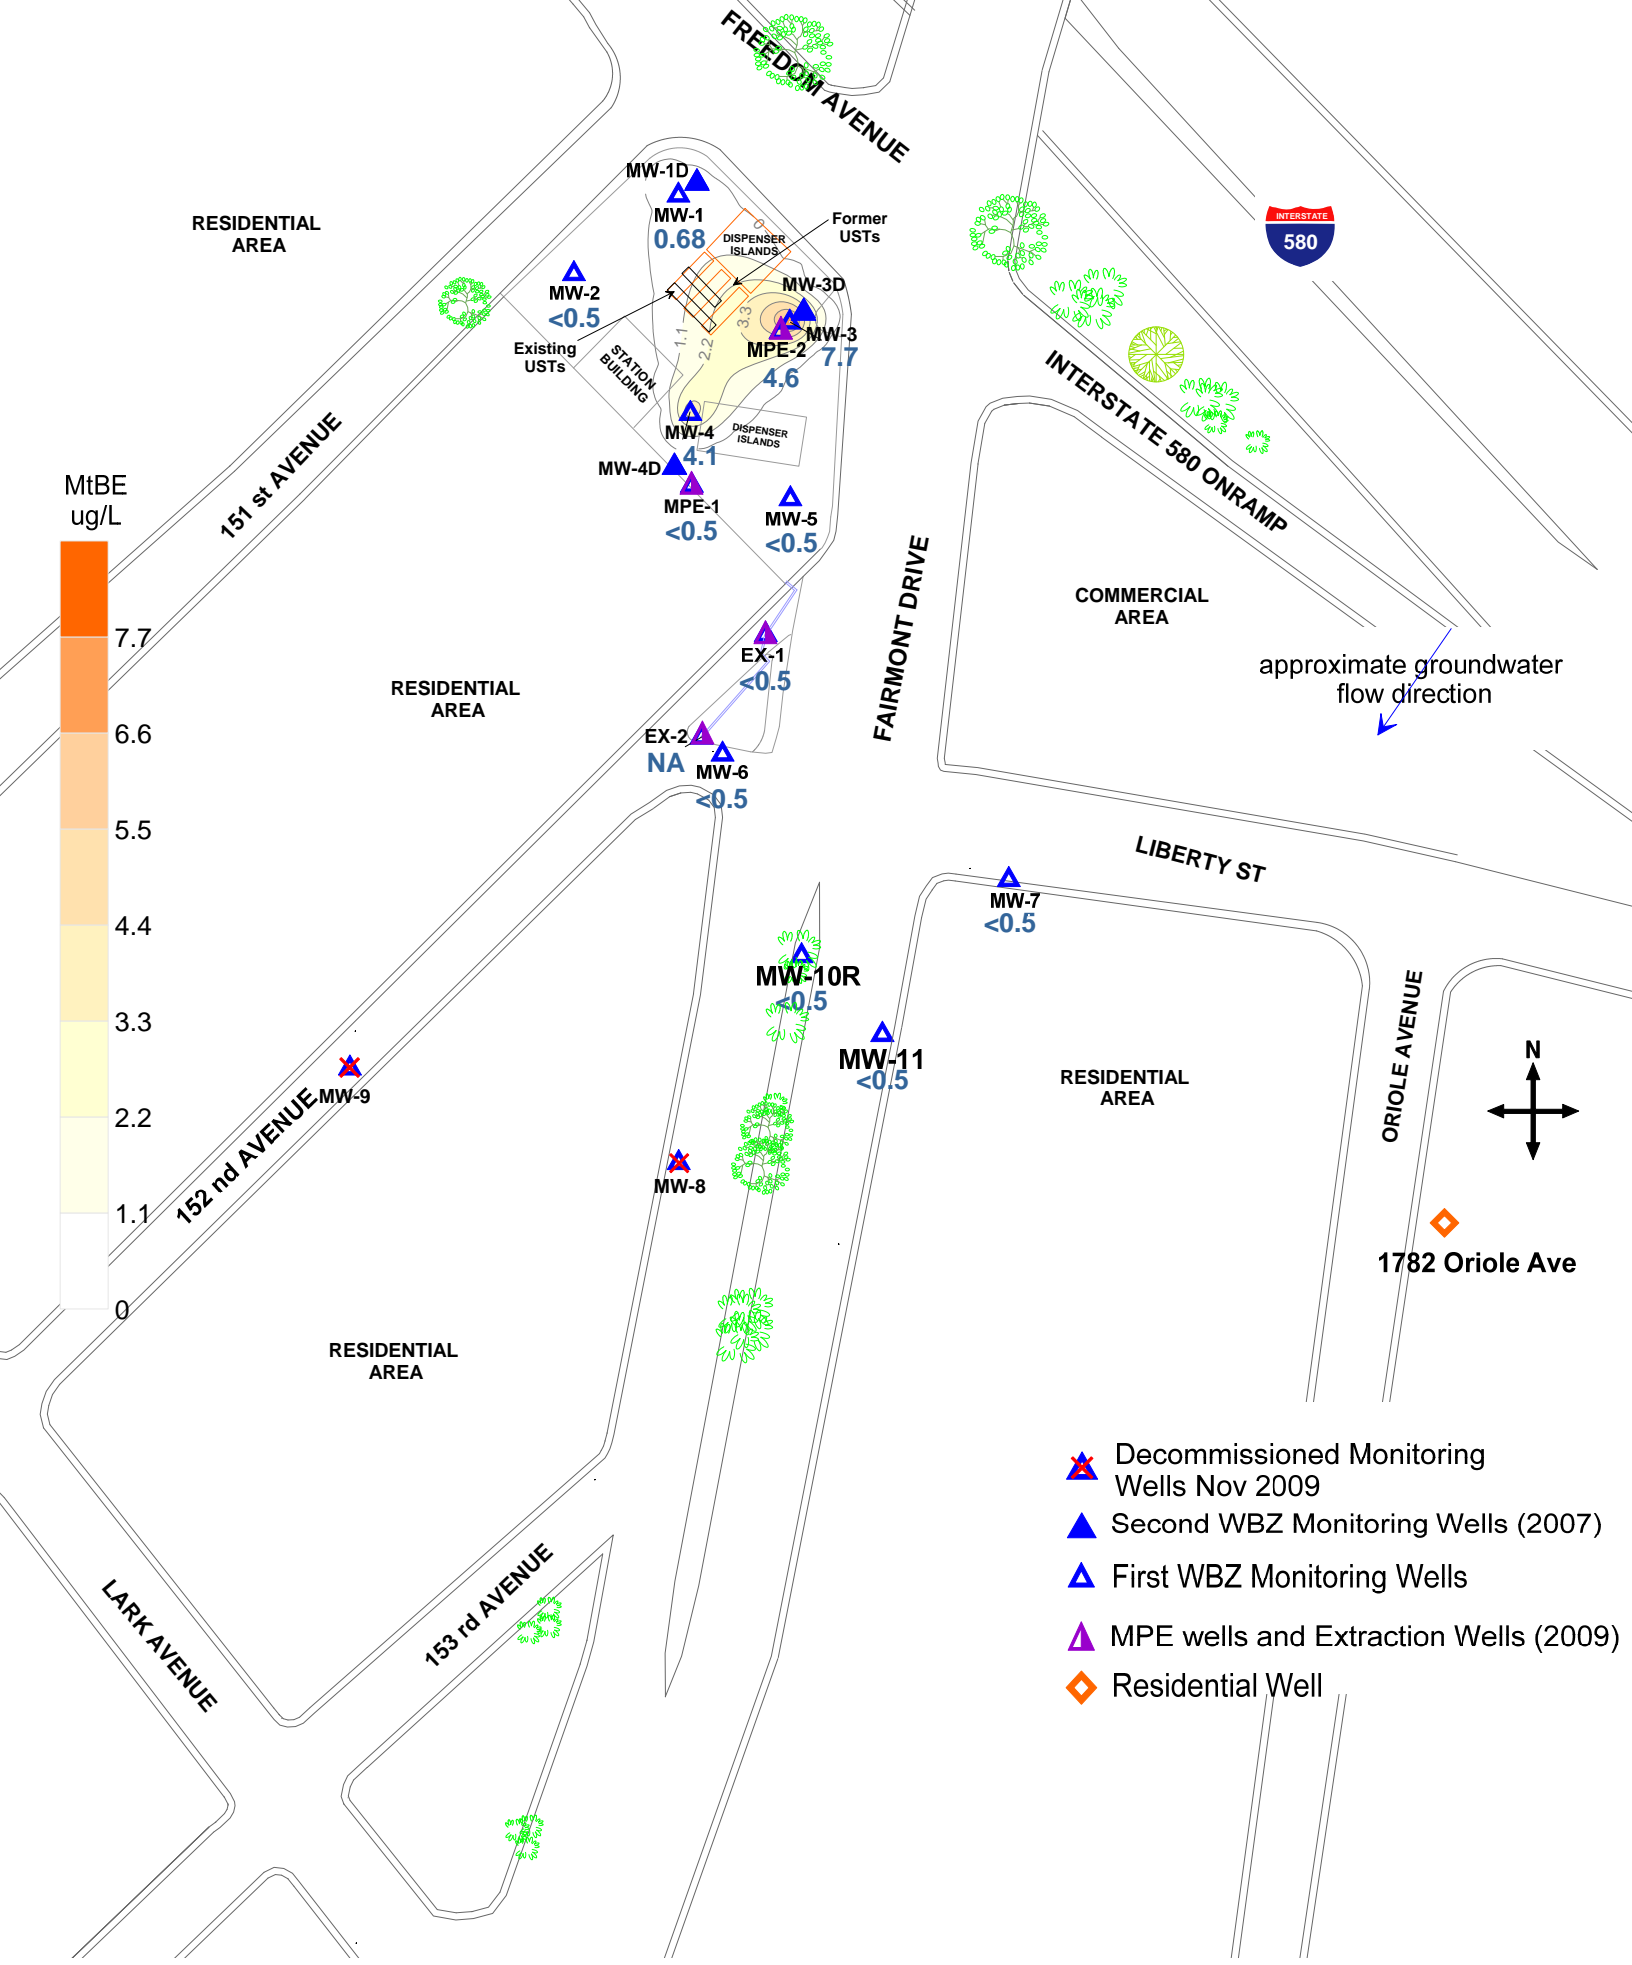 FREEDOM AVENUE
MW-1D
MW-1
0.68
0
DISPENSER
ISLANDS
Former
USTs
RESIDENTIAL
AREA
INTERSTATE
580
MW-2
<0.5
MW-3D
MW-3
7.7
MPE-2
4.6
1.1
2.2
3.3
Existing
USTs
STATION
BUILDING
MW-4
4.1
DISPENSER
ISLANDS
MW-4D
MPE-1
<0.5
MW-5
<0.5
INTERSTATE 580 ONRAMP
151 st AVENUE
MtBE
ug/L
7.7
6.6
5.5
4.4
3.3
2.2
1.1
0
FAIRMONT DRIVE
COMMERCIAL
AREA
approximate groundwater
flow direction
EX-1
<0.5
RESIDENTIAL
AREA
EX-2
NA
MW-6
<0.5
LIBERTY ST
MW-7
<0.5
MW-10R
<0.5
MW-11
<0.5
ORIOLE AVENUE
N
RESIDENTIAL
AREA
MW-9
152 nd AVENUE
MW-8
1782 Oriole Ave
RESIDENTIAL
AREA
Decommissioned Monitoring
Wells Nov 2009
Second WBZ Monitoring Wells (2007)
First WBZ Monitoring Wells
MPE wells and Extraction Wells (2009)
Residential Well
153 rd AVENUE
LARK AVENUE